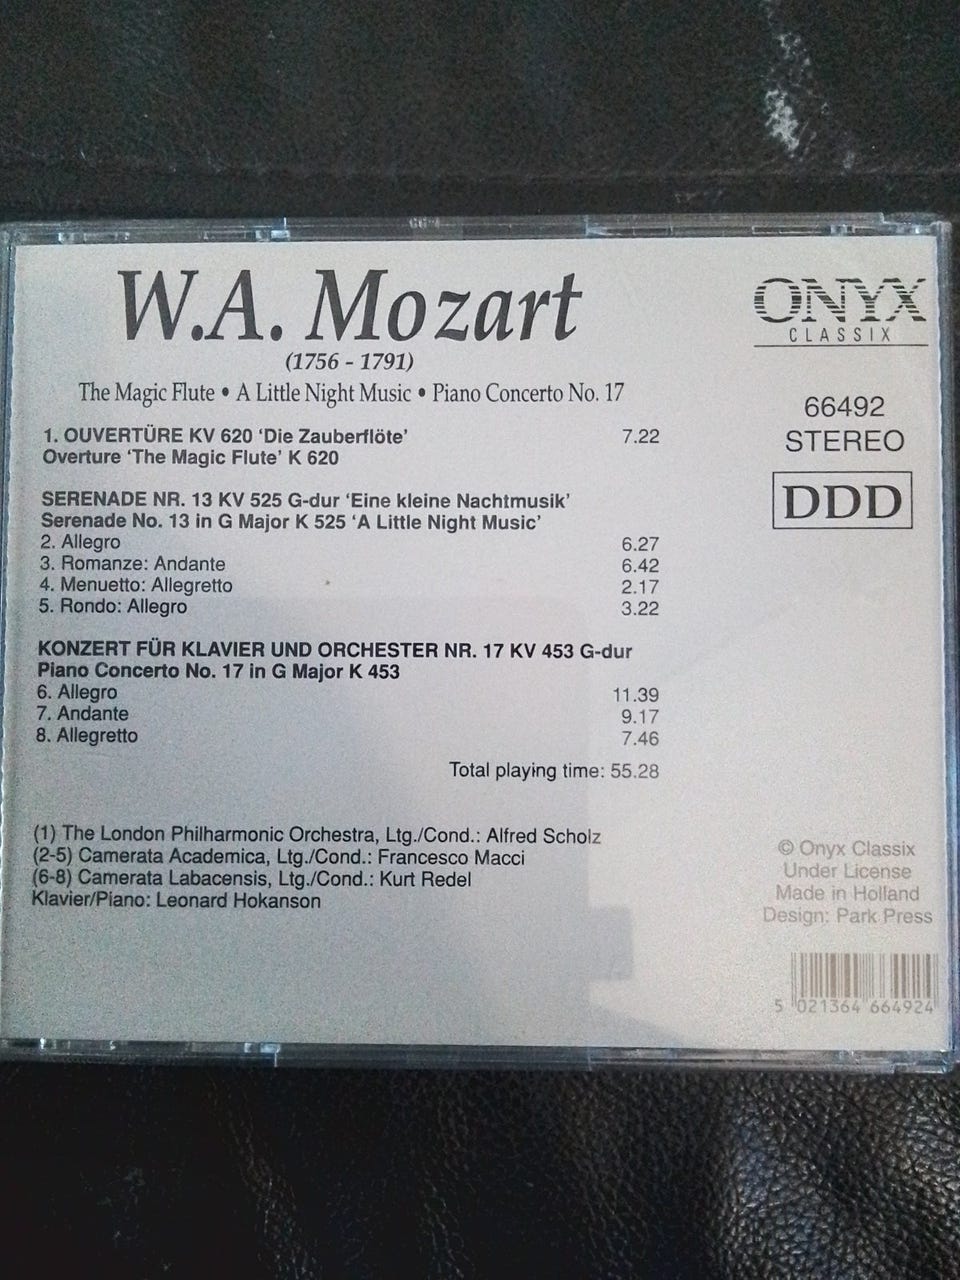 W.A. Mozart
(1756 - 1791)
The Magic Flute • A Little Night Music • Piano Concerto No. 17
1. OUVERTÜRE KV 620 ‘Die Zauberflöte’ 7.22
Overture ‘The Magic Flute’ K 620
SERENADE NR. 13 KV 525 G-dur ‘Eine kleine Nachtmusik’
Serenade No. 13 in G Major K 525 ‘A Little Night Music’
2. Allegro 6.27
3. Romanze: Andante 6.42
4. Menuetto: Allegretto 2.17
5. Rondo: Allegro 3.22
KONZERT FÜR KLAVIER UND ORCHESTER NR. 17 KV 453 G-dur
Piano Concerto No. 17 in G Major K 453
6. Allegro 11.39
7. Andante 9.17
8. Allegretto 7.46
Total playing time: 55.28
(1) The London Philharmonic Orchestra, Ltg./Cond.: Alfred Scholz
(2-5) Camerata Academica, Ltg./Cond.: Francesco Macci
(6-8) Camerata Labacensis, Ltg./Cond.: Kurt Redel
Klavier/Piano: Leonard Hokanson
ONYX
CLASSIX
66492
STEREO
DDD
© Onyx Classix
Under License
Made in Holland
Design: Park Press
5 021364 664924